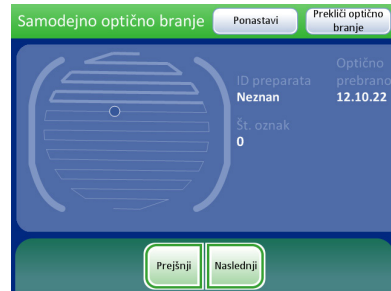 Samodejno optično branje
Ponastavi
Prekliči optično
branje
Optično
ID preparata
prebrano
Neznan
12.10.22
Št. oznak
0
Prejšnji
Naslednji